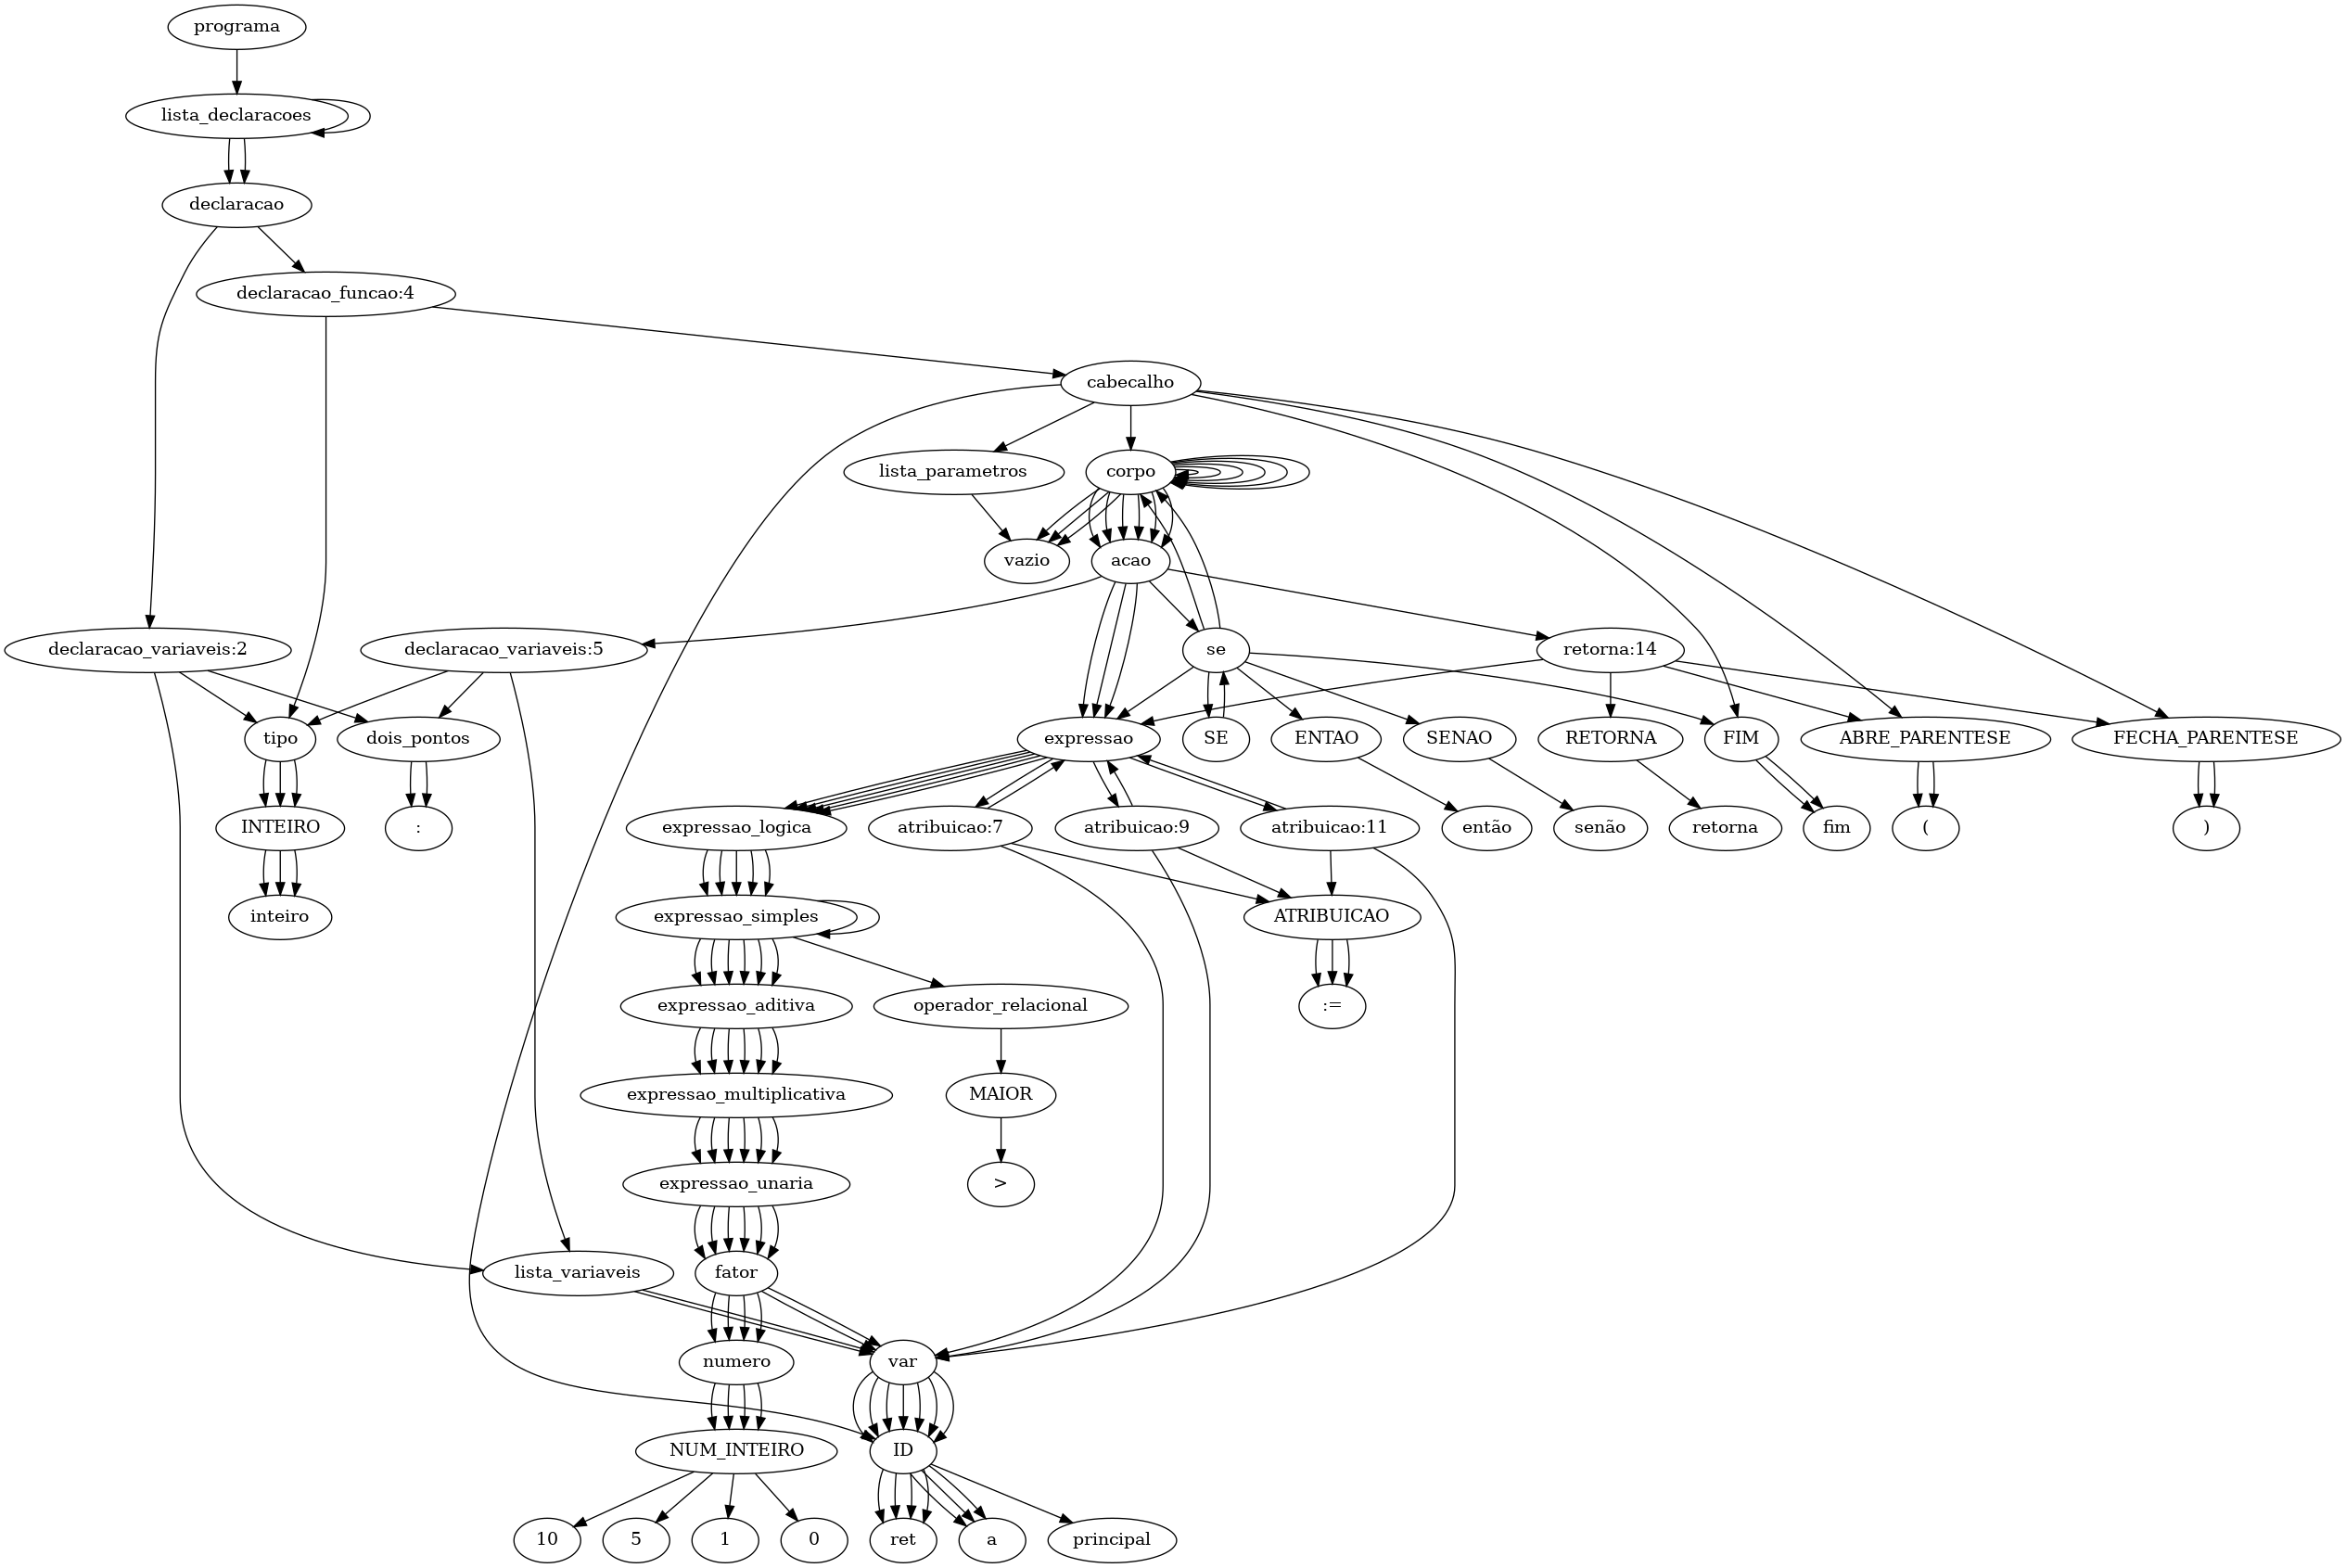 programa
lista_declaracoes
declaracao
declaracao_funcao:4
cabecalho
lista_parametros
corpo
vazio
acao
declaracao_variaveis:2
declaracao_variaveis:5
se
retorna:14
tipo
dois_pontos
expressao
SE
ENTAO
SENAO
RETORNA
FIM
ABRE_PARENTESE
FECHA_PARENTESE
INTEIRO
:
expressao_logica
atribuicao:7
atribuicao:9
atribuicao:11
então
senão
retorna
fim
(
)
inteiro
expressao_simples
ATRIBUICAO
expressao_aditiva
operador_relacional
:=
expressao_multiplicativa
MAIOR
expressao_unaria
>
lista_variaveis
fator
numero
var
NUM_INTEIRO
ID
10
5
1
0
ret
a
principal